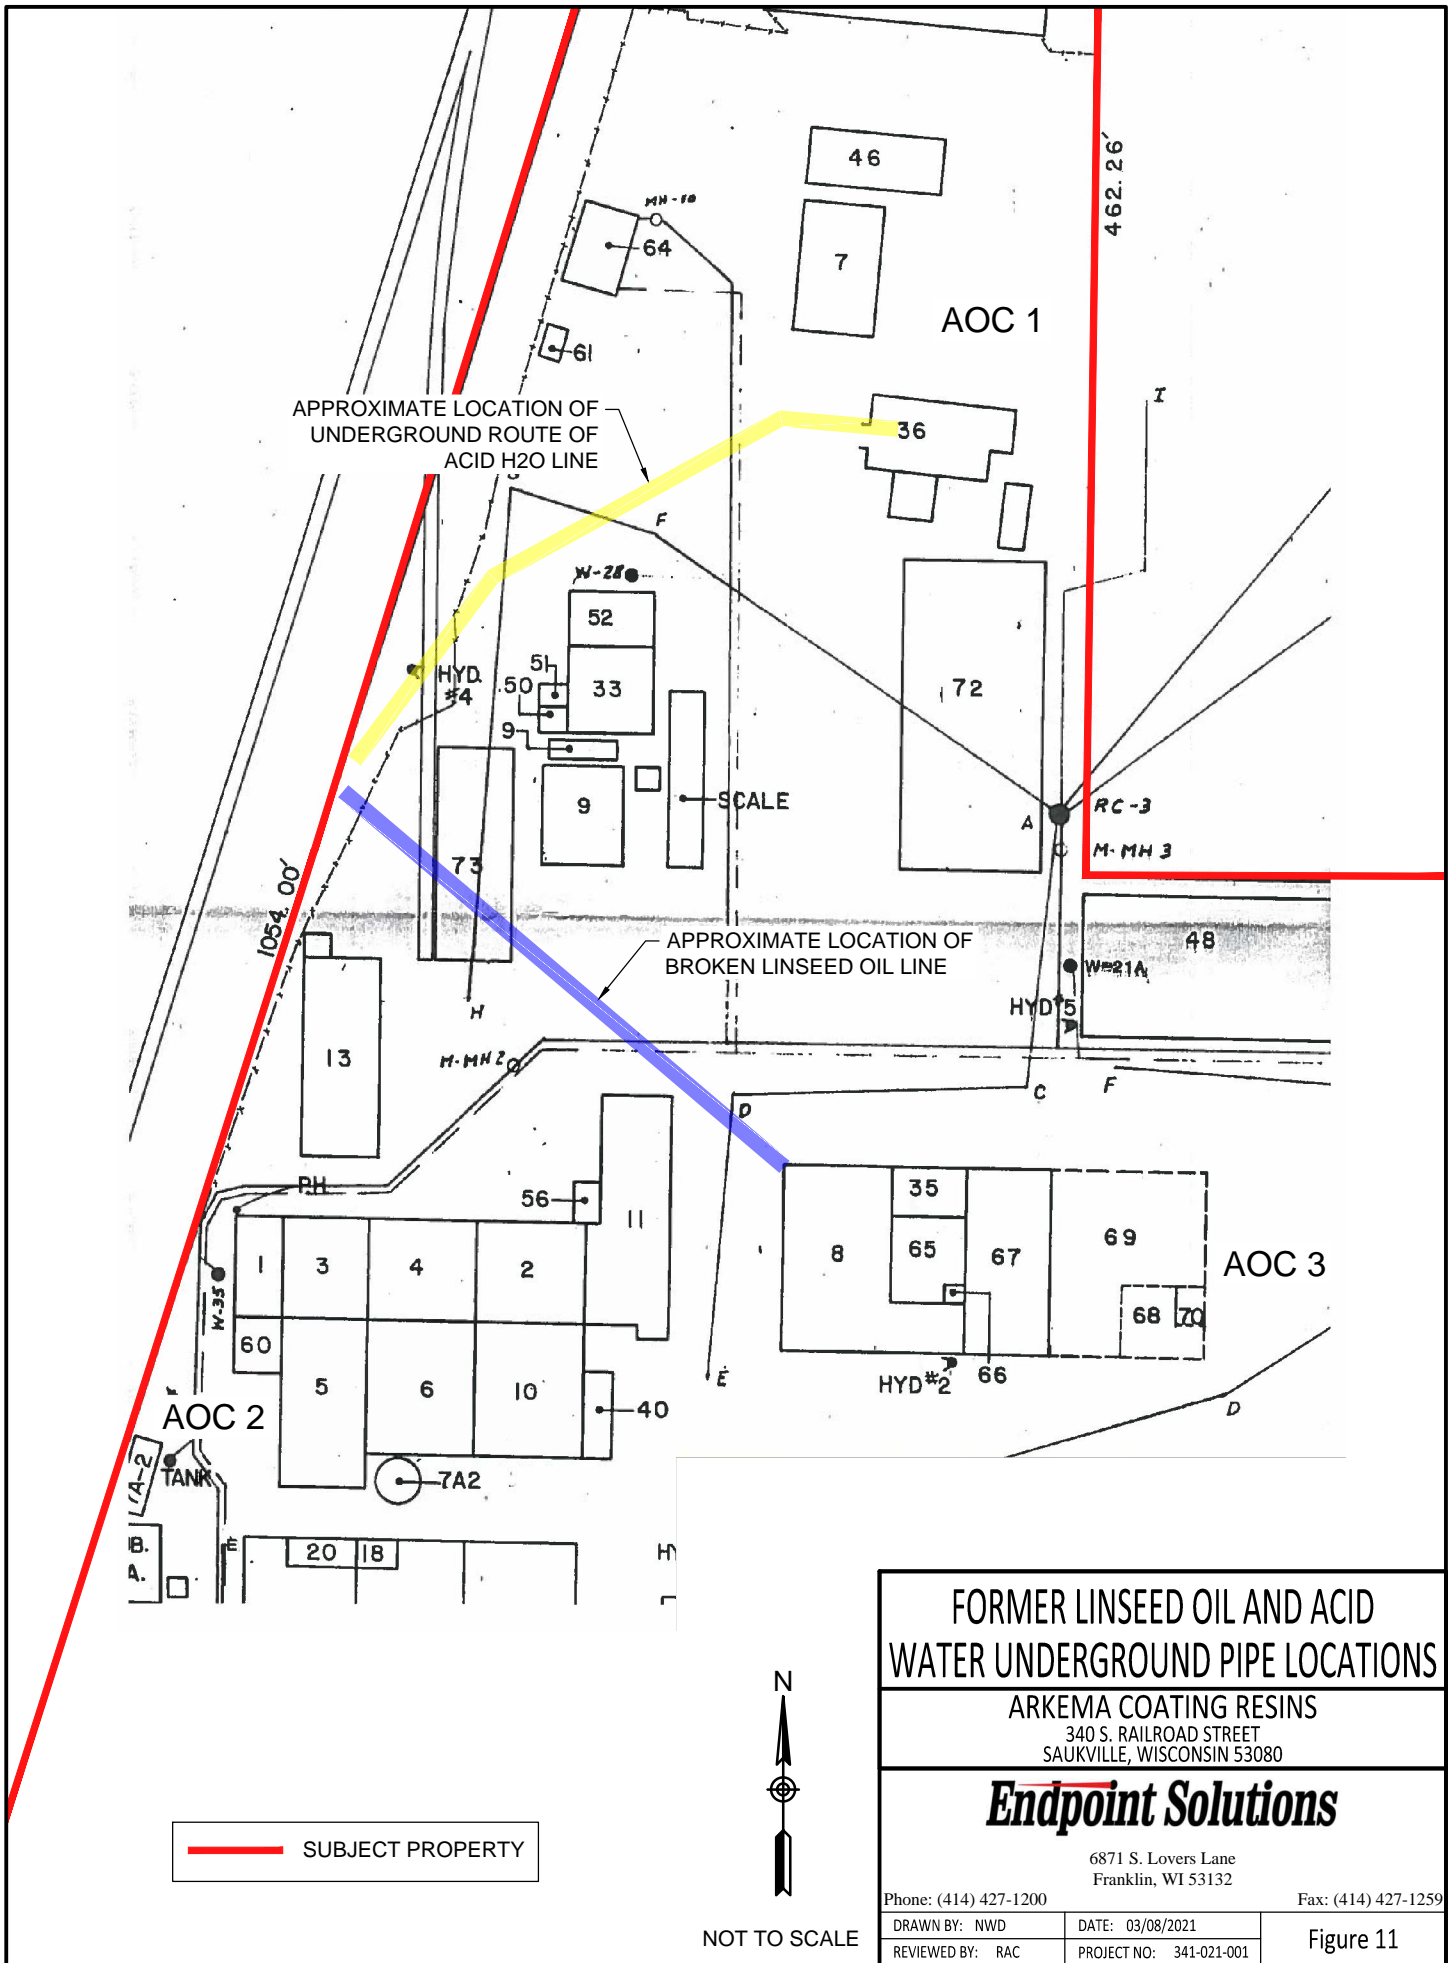 46
462.26'
MH-10
64
7
AOC 1
61
I
APPROXIMATE LOCATION OF
UNDERGROUND ROUTE OF
ACID H2O LINE
36
F
W-28
52
51
HYD.
#4
50
33
72
9
9
SCALE
RC-3
A
M-MH 3
73
1054.00'
APPROXIMATE LOCATION OF
BROKEN LINSEED OIL LINE
48
W-21A
H
HYD#5
13
M-MH2
D
C
F
P.H.
56
11
35
1
3
4
2
8
65
67
69
AOC 3
W-35
60
68
70
5
6
10
E
HYD#2
66
40
D
AOC 2
TANK
7A2
B.
A.
E
20
18
HY
FORMER LINSEED OIL AND ACID
WATER UNDERGROUND PIPE LOCATIONS
N
ARKEMA COATING RESINS
340 S. RAILROAD STREET
SAUKVILLE, WISCONSIN 53080
Endpoint Solutions
SUBJECT PROPERTY
6871 S. Lovers Lane
Franklin, WI 53132
Phone: (414) 427-1200
Fax: (414) 427-1259
NOT TO SCALE
DRAWN BY: NWD
DATE: 03/08/2021
Figure 11
REVIEWED BY: RAC
PROJECT NO: 341-021-001